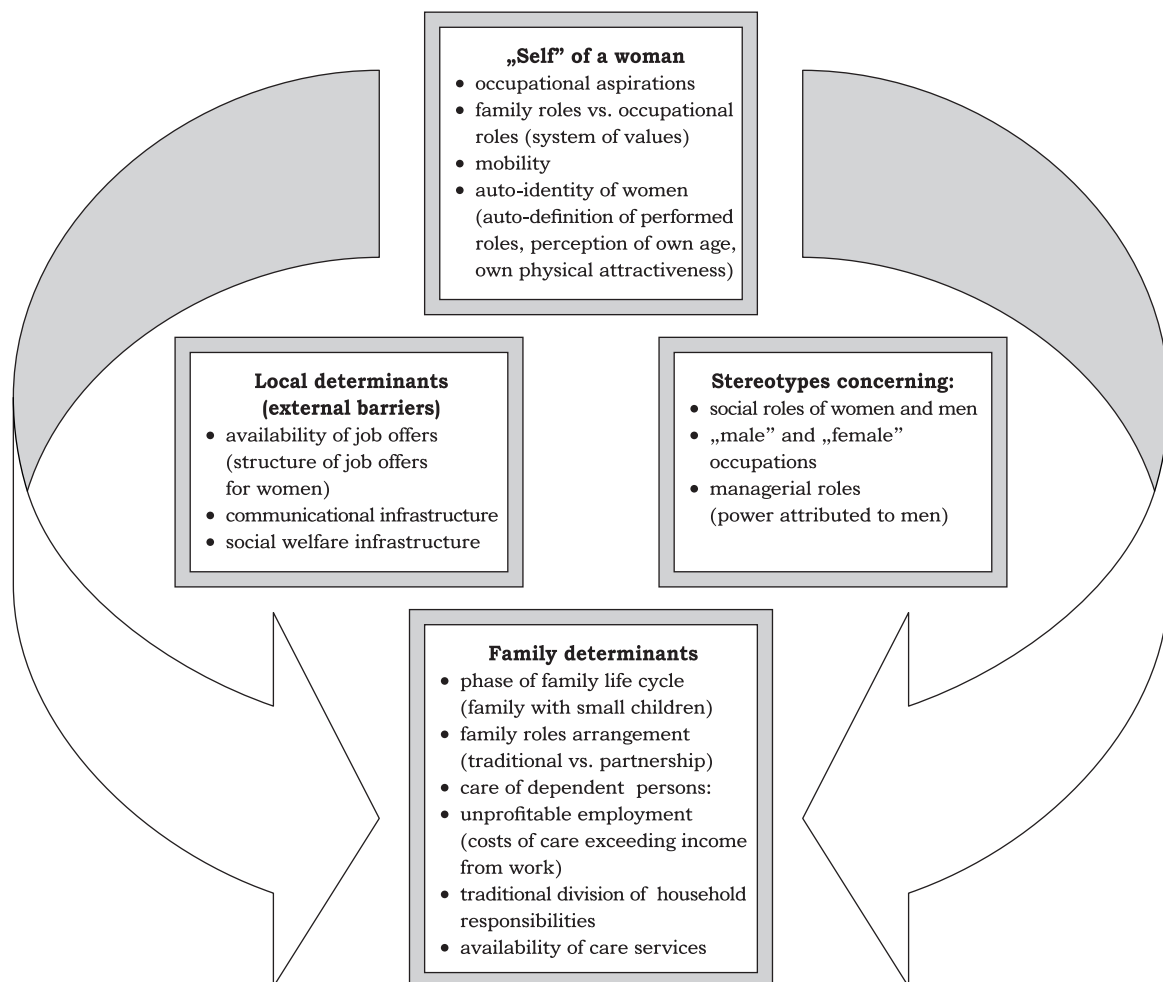 „Self” of a woman
• occupational aspirations
• family roles vs. occupational
roles (system of values)
• mobility
• auto-identity of women
(auto-definition of performed
roles, perception of own age,
own physical attractiveness)
Local determinants
(external barriers)
• availability of job offers
(structure of job offers
for women)
• communicational infrastructure
• social welfare infrastructure
Stereotypes concerning:
• social roles of women and men
• „male” and „female”
occupations
• managerial roles
(power attributed to men)
Family determinants
• phase of family life cycle
(family with small children)
• family roles arrangement
(traditional vs. partnership)
• care of dependent persons:
• unprofitable employment
(costs of care exceeding income
from work)
• traditional division of household
responsibilities
• availability of care services